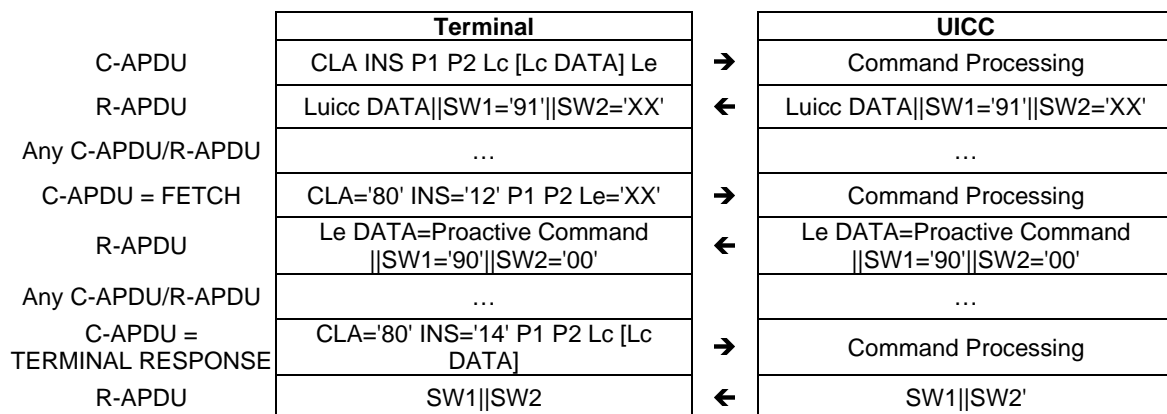 Terminal UICC
C-APDU CLA INS P1 P2 Lc [Lc DATA] Le ➔ Command Processing
R-APDU Luicc DATA||SW1='91'||SW2='XX' 🡸 Luicc DATA||SW1='91'||SW2='XX'
Any C-APDU/R-APDU … …
C-APDU = FETCH CLA='80' INS='12' P1 P2 Le='XX' ➔ Command Processing
R-APDU Le DATA=Proactive Command 🡸 Le DATA=Proactive Command
||SW1='90'||SW2='00' ||SW1='90'||SW2='00'
Any C-APDU/R-APDU … …
C-APDU = CLA='80' INS='14' P1 P2 Lc [Lc ➔ Command Processing
TERMINAL RESPONSE DATA]
R-APDU SW1||SW2 🡸 SW1||SW2'